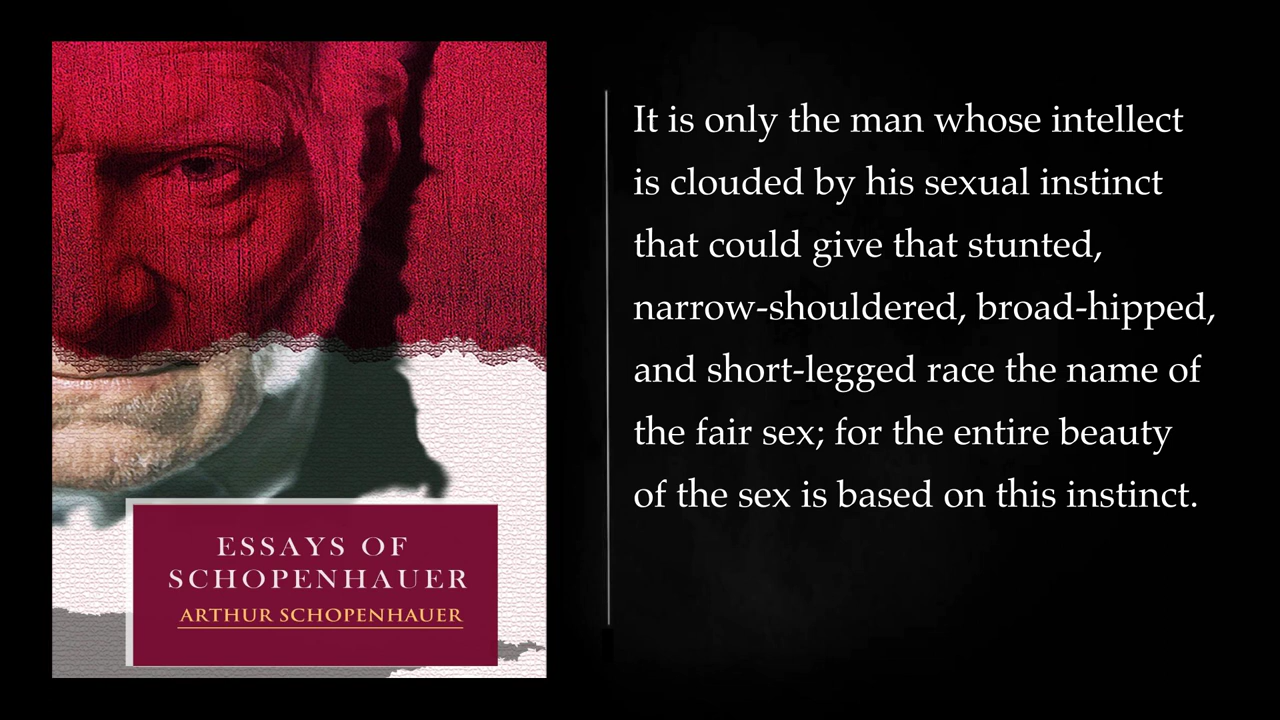 ESSAYS OF
SCHOPENHAUER
ARTHUR SCHOPENHAUER
It is only the man whose intellect
is clouded by his sexual instinct
that could give that stunted,
narrow-shouldered, broad-hipped,
and short-legged race the name of
the fair sex; for the entire beauty
of the sex is based on this instinct.